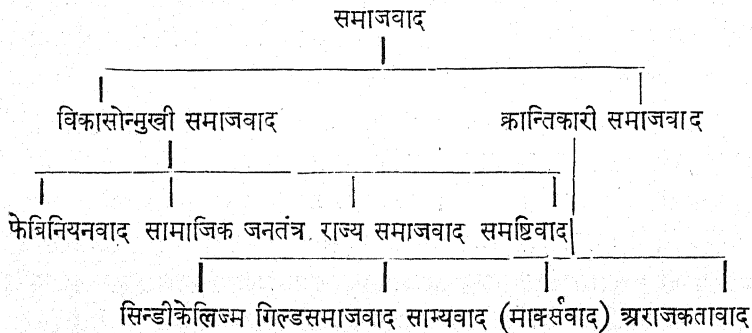 समाजवाद
विकासोन्मुखी समाजवाद क्रान्तिकारी समाजवाद
फेबिनियनवाद सामाजिक जनतंत्र राज्य समाजवाद समष्टिवाद
सिन्डीकेलिज्म गिल्डसमाजवाद साम्यवाद (मार्क्सवाद) अराजकतावाद